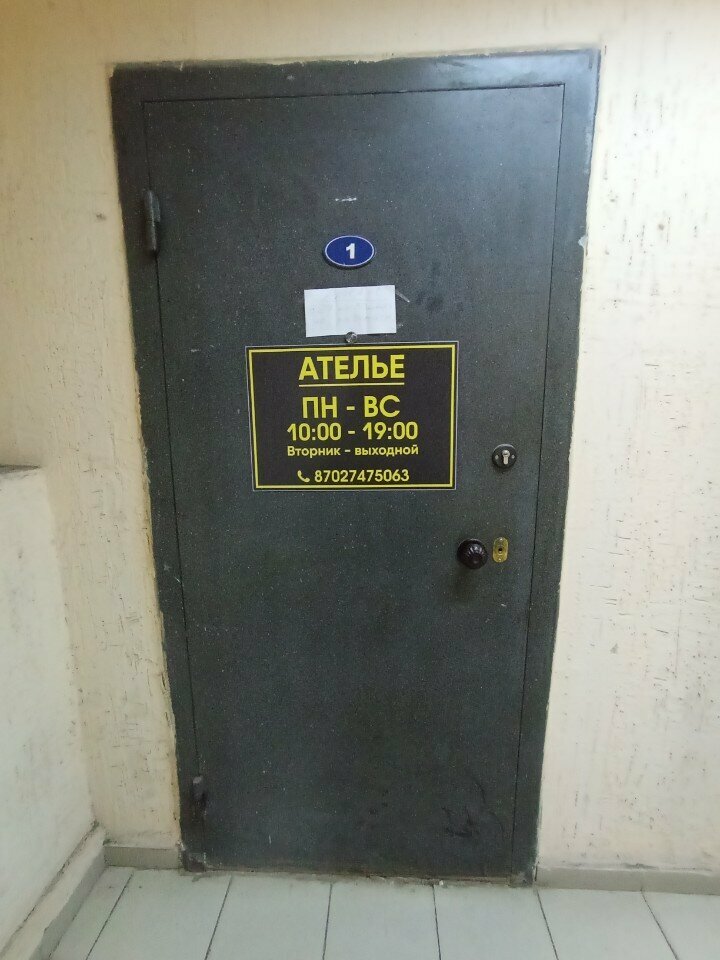 1
АТЕЛЬЕ
ПН - ВС
10:00 - 19:00
Вторник - выходной
87027475063